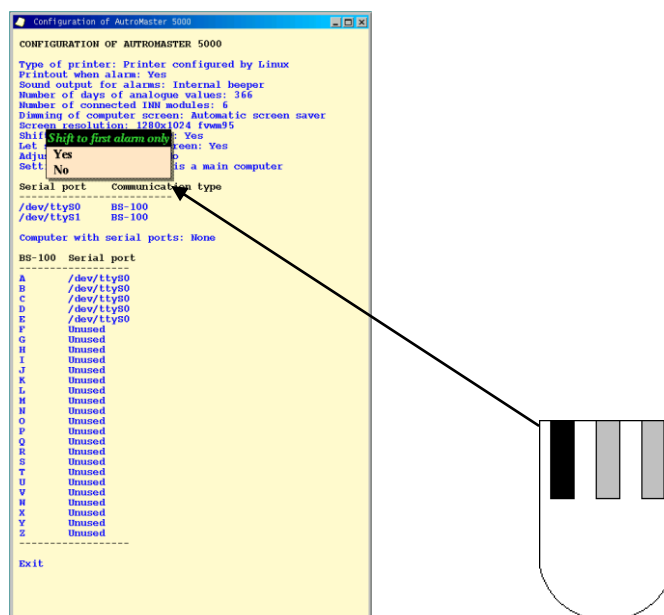 Configuration of AutroMaster 5000
CONFIGURATION OF AUTROMASTER 5000
Type of printer: Printer configured by Linux
Printout when alarm: Yes
Sound output for alarms: Internal beeper
Number of days of analogue values: 366
Number of connected INN modules: 6
Dimming of computer screen: Automatic screen saver
Screen resolution: 1280x1024 fvwm95
Shif : Yes
Shift to first alarm only
Let reen: Yes
Yes
Adju o
No
Sett is a main computer
Serial port Communication type
------------------------
/dev/ttyS0 BS-100
/dev/ttyS1 BS-100
Computer with serial ports: None
BS-100 Serial port
------------------
A /dev/ttyS0
B /dev/ttyS0
C /dev/ttyS0
D /dev/ttyS0
E /dev/ttyS0
F Unused
G Unused
H Unused
I Unused
J Unused
K Unused
L Unused
M Unused
N Unused
O Unused
P Unused
Q Unused
R Unused
S Unused
T Unused
U Unused
V Unused
W Unused
X Unused
Y Unused
Z Unused
------------------
Exit